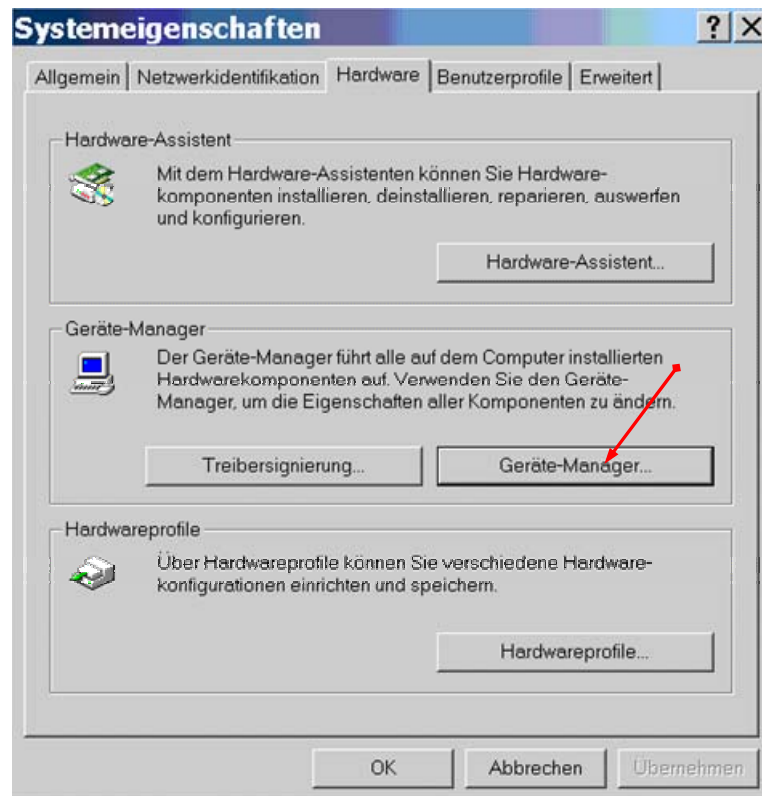 Systemeigenschaften
Allgemein Netzwerkidentifikation Hardware Benutzerprofile Erweitert
Hardware-Assistent
Mit dem Hardware-Assistenten können Sie Hardware-
komponenten installieren, deinstallieren, reparieren, auswerfen
und konfigurieren.
Hardware-Assistent...
Geräte-Manager
Der Geräte-Manager führt alle auf dem Computer installierten
Hardwarekomponenten auf. Verwenden Sie den Geräte-
Manager, um die Eigenschaften aller Komponenten zu ändern.
Treibersignierung... Geräte-Manager...
Hardwareprofile
Über Hardwareprofile können Sie verschiedene Hardware-
konfigurationen einrichten und speichern.
Hardwareprofile...
OK Abbrechen Übernehmen